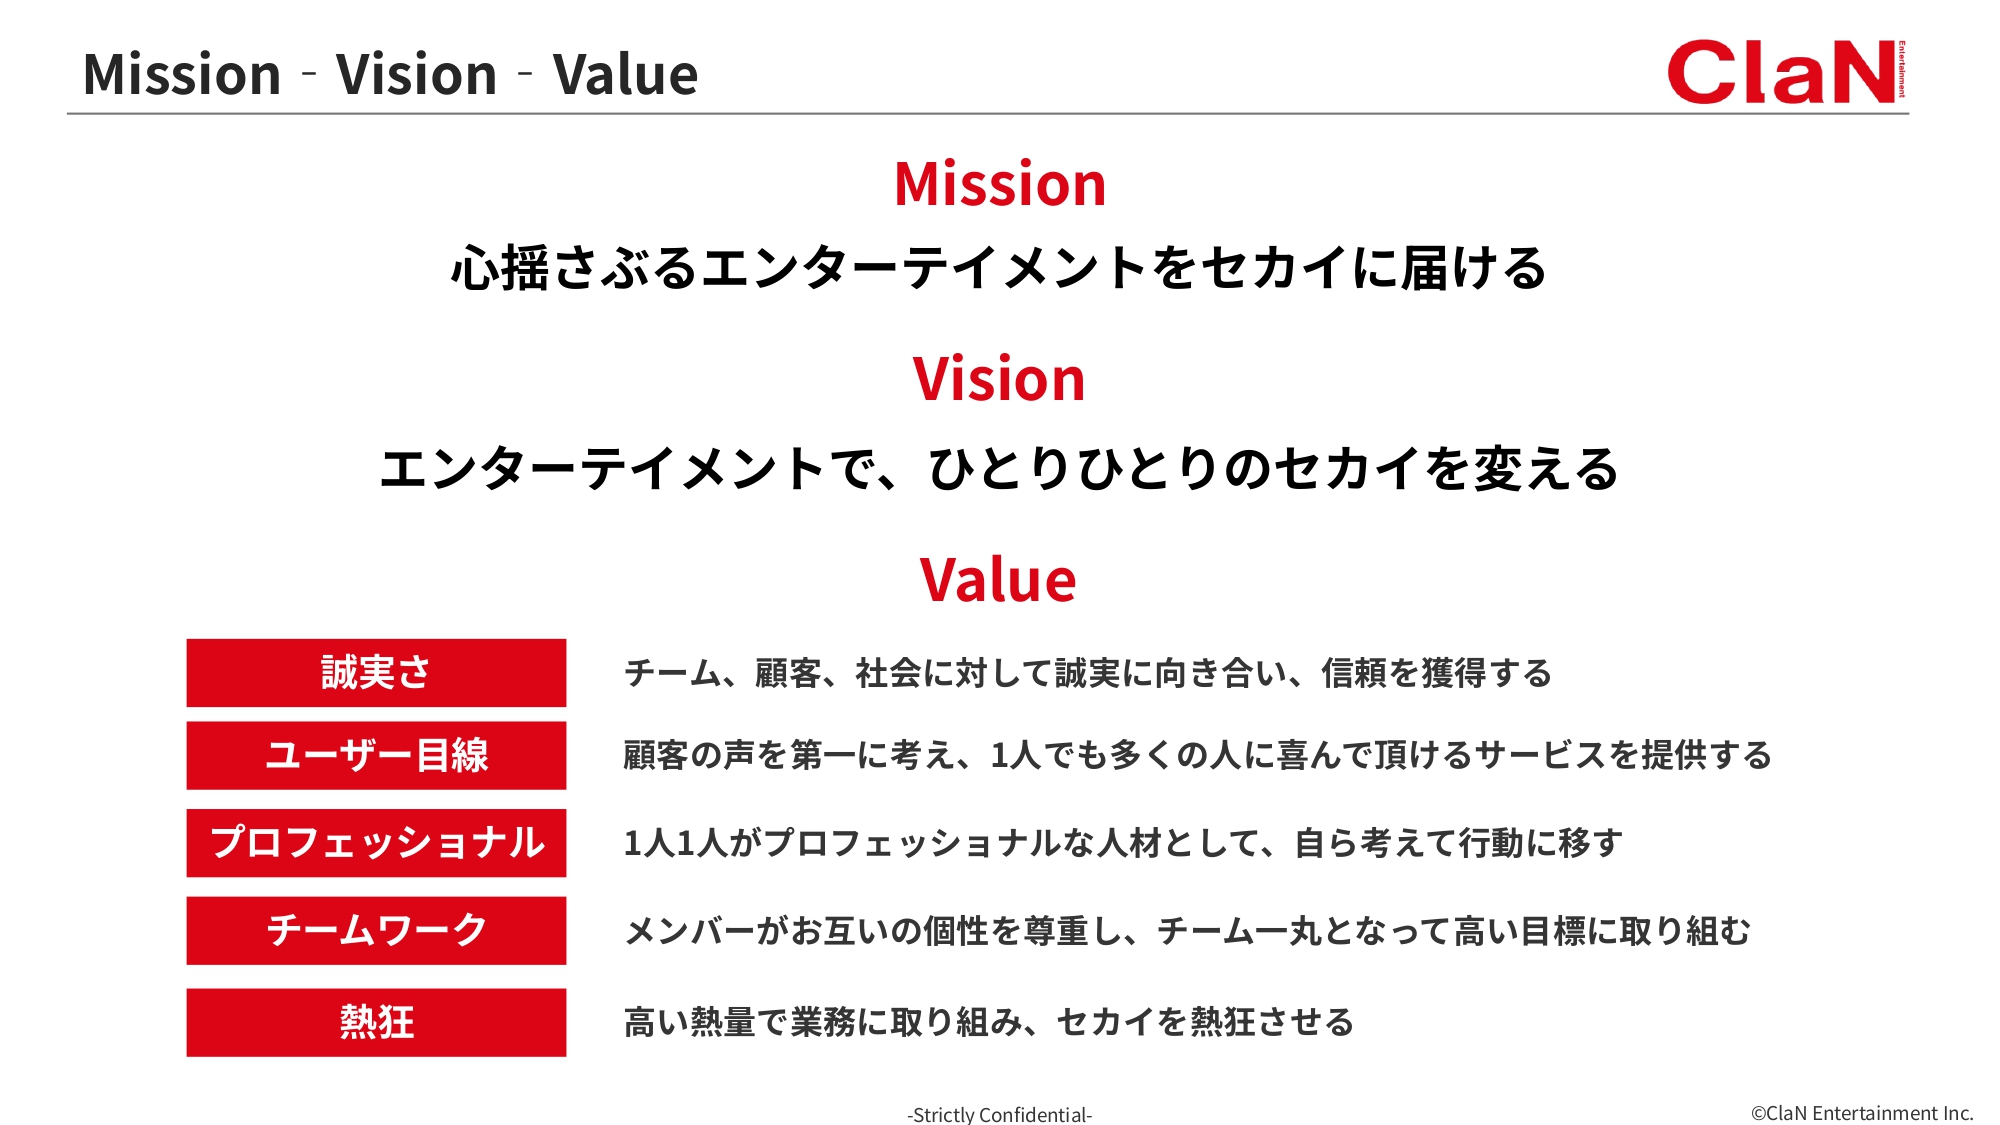 Mission - Vision - Value
ClaN Entertainment
Mission
心揺さぶるエンターテイメントをセカイに届ける
Vision
エンターテイメントで、ひとりひとりのセカイを変える
Value
誠実さ
チーム、顧客、社会に対して誠実に向き合い、信頼を獲得する
ユーザー目線
顧客の声を第一に考え、1人でも多くの人に喜んで頂けるサービスを提供する
プロフェッショナル
1人1人がプロフェッショナルな人材として、自ら考えて行動に移す
チームワーク
メンバーがお互いの個性を尊重し、チーム一丸となって高い目標に取り組む
熱狂
高い熱量で業務に取り組み、セカイを熱狂させる
-Strictly Confidential-
©ClaN Entertainment Inc.